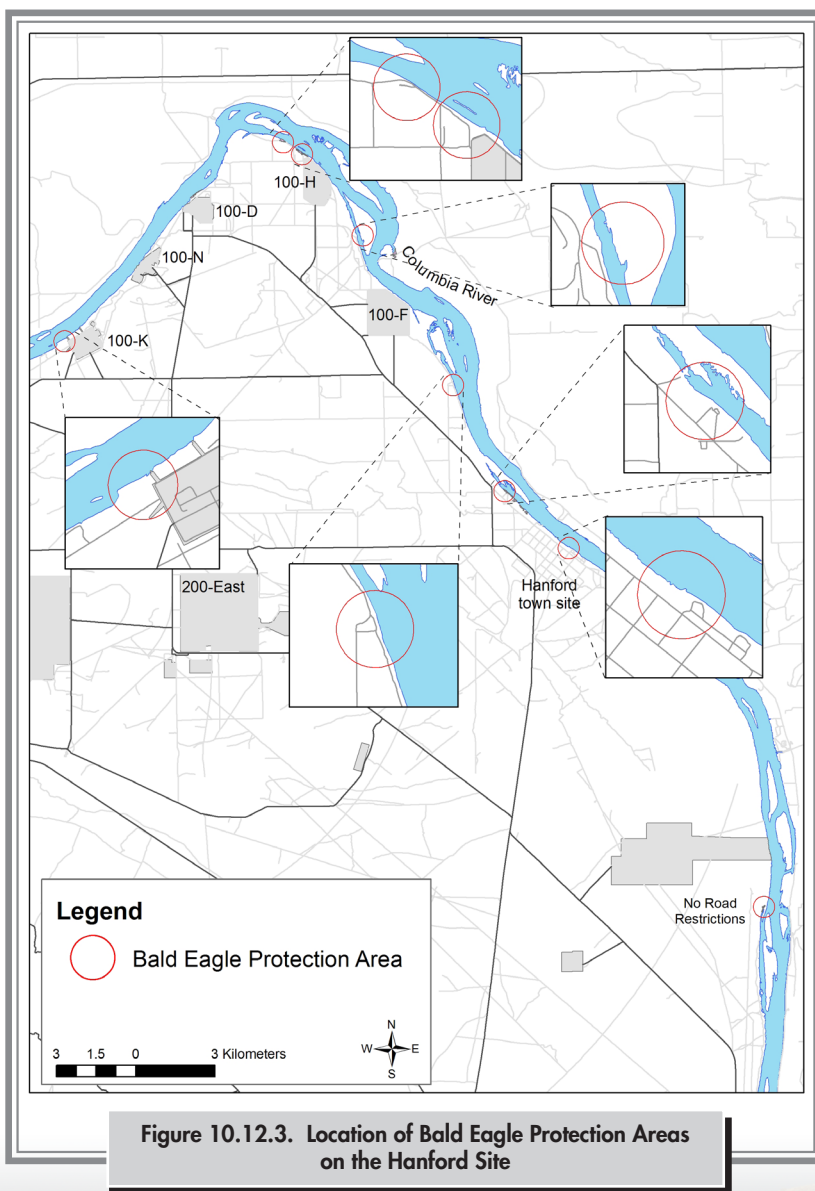 100-H
100-D
Columbia River
100-N
100-F
100-K
200-East
Hanford
town site
No Road
Restrictions
Legend
Bald Eagle Protection Area
3 1.5 0 3 Kilometers
N
W E
S
Figure 10.12.3. Location of Bald Eagle Protection Areas
on the Hanford Site